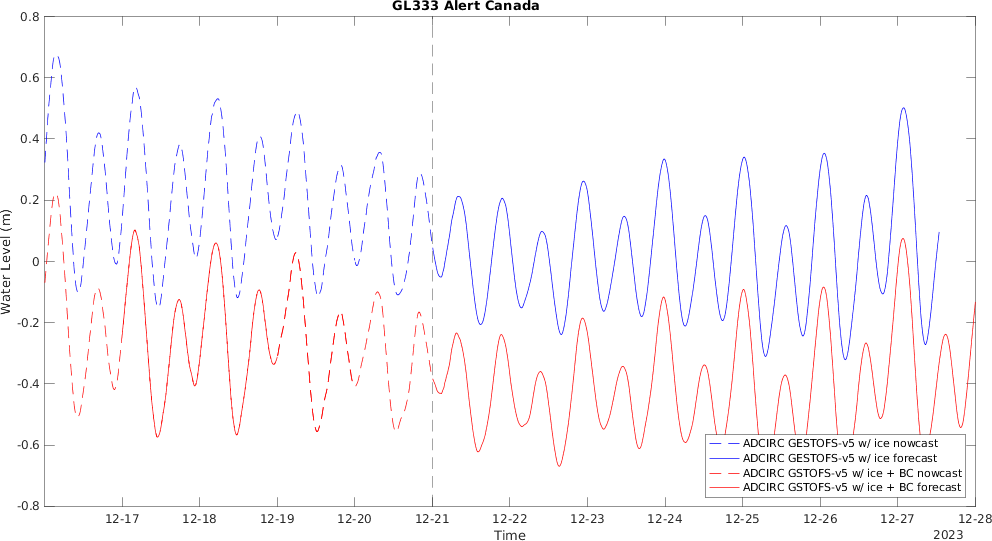 GL333 Alert Canada
0.8
0.6
0.4
0.2
0
-0.2
-0.4
-0.6
-0.8
Water Level (m)
ADCIRC GESTOFS-v5 w/ ice nowcast
ADCIRC GESTOFS-v5 w/ ice forecast
ADCIRC GSTOFS-v5 w/ ice + BC nowcast
ADCIRC GSTOFS-v5 w/ ice + BC forecast
12-17 12-18 12-19 12-20 12-21 12-22 12-23 12-24 12-25 12-26 12-27 12-28
Time
2023